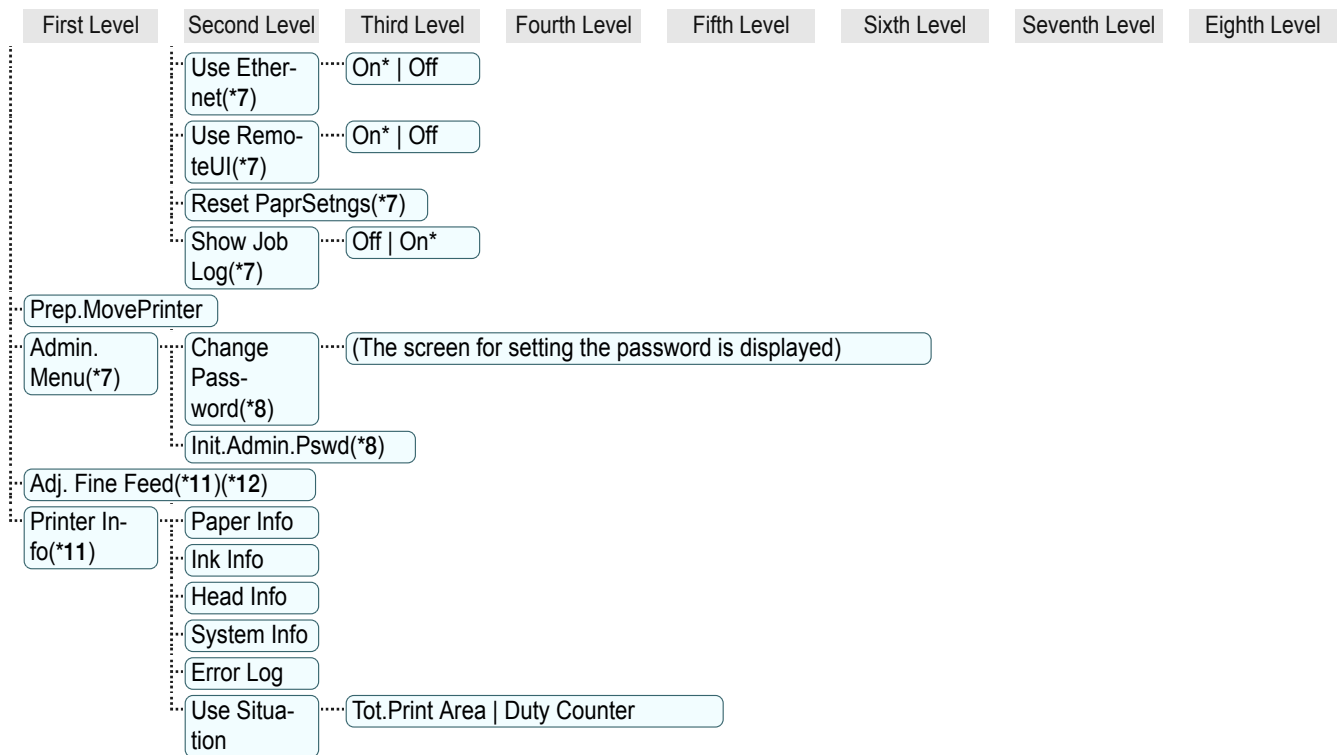 First Level Second Level Third Level Fourth Level Fifth Level Sixth Level Seventh Level Eighth Level
Use Ether- On* | Off
net(*7)
Use Remo- On* | Off
teUI(*7)
Reset PaprSetngs(*7)
Show Job Off | On*
Log(*7)
Prep.MovePrinter
Admin. Change (The screen for setting the password is displayed)
Menu(*7) Pass-
word(*8)
Init.Admin.Pswd(*8)
Adj. Fine Feed(*11)(*12)
Printer In- Paper Info
fo(*11)
Ink Info
Head Info
System Info
Error Log
Use Situa- Tot.Print Area | Duty Counter
tion